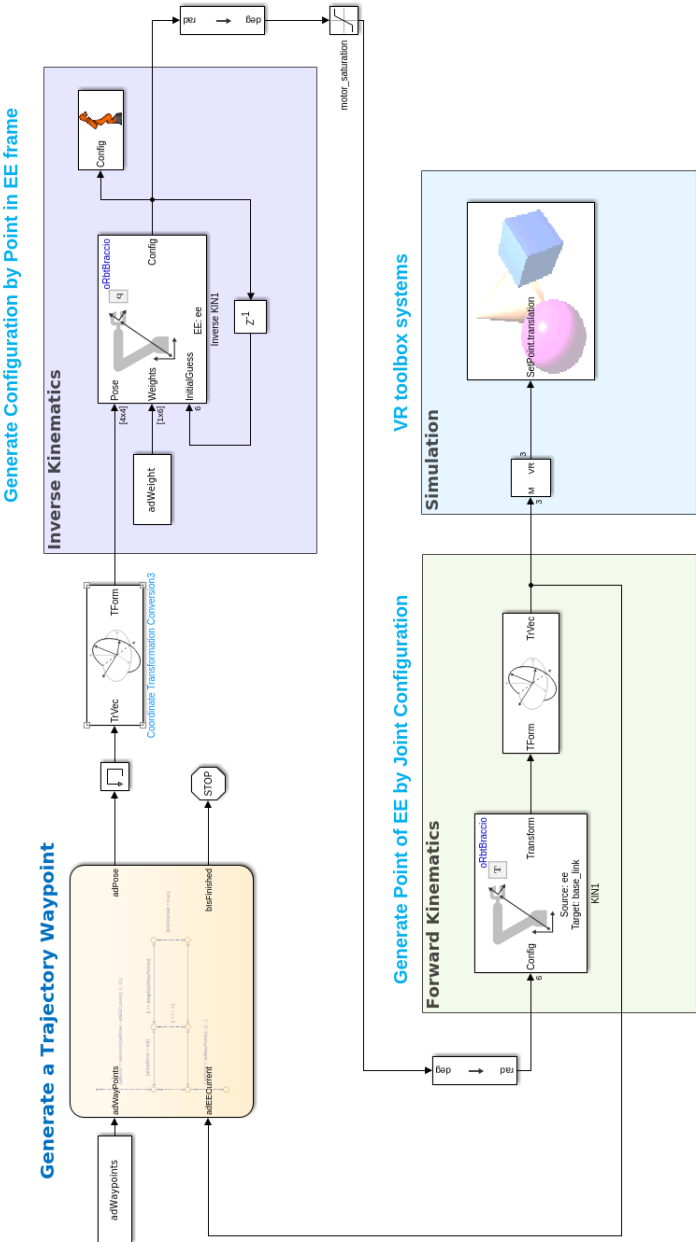 Generate a Trajectory Waypoint
adWaypoints
adWayPoints
adEECurrent
adPose
bIsFinished
STOP
TrVec
TForm
Coordinate Transformation Conversion3
Generate Configuration by Point in EE frame
Inverse Kinematics
adWeight
Pose
[4x4]
Weights
[1x6]
InitialGuess
6
oRbtBraccio
q
Config
EE: ee
Inverse KIN1
Z-1
Config
rad
deg
motor_saturation
Generate Point of EE by Joint Configuration
Forward Kinematics
deg
rad
Config
6
oRbtBraccio
T
Transform
Source: ee
Target: base_link
KIN1
TForm
TrVec
VR toolbox systems
Simulation
M
VR
3
3
SetPoint.translation